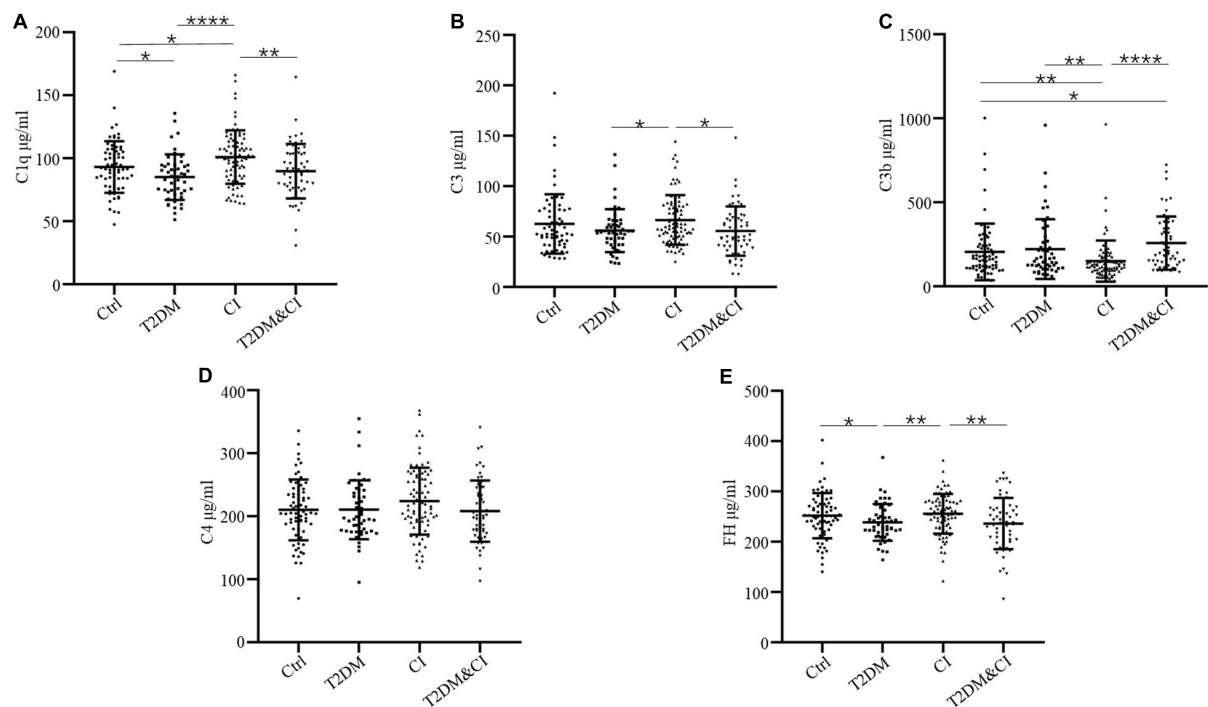 A
C1q µg/ml
200
150
100
50
0
****
*
*
**
Ctrl
T2DM
CI
T2DM&CI
B
C3 µg/ml
250
200
150
100
50
0
*
*
Ctrl
T2DM
CI
T2DM&CI
C
C3b µg/ml
1500
1000
500
0
**
****
**
*
Ctrl
T2DM
CI
T2DM&CI
D
C4 µg/ml
400
300
200
100
0
Ctrl
T2DM
CI
T2DM&CI
E
FH µg/ml
500
400
300
200
100
0
*
**
**
Ctrl
T2DM
CI
T2DM&CI